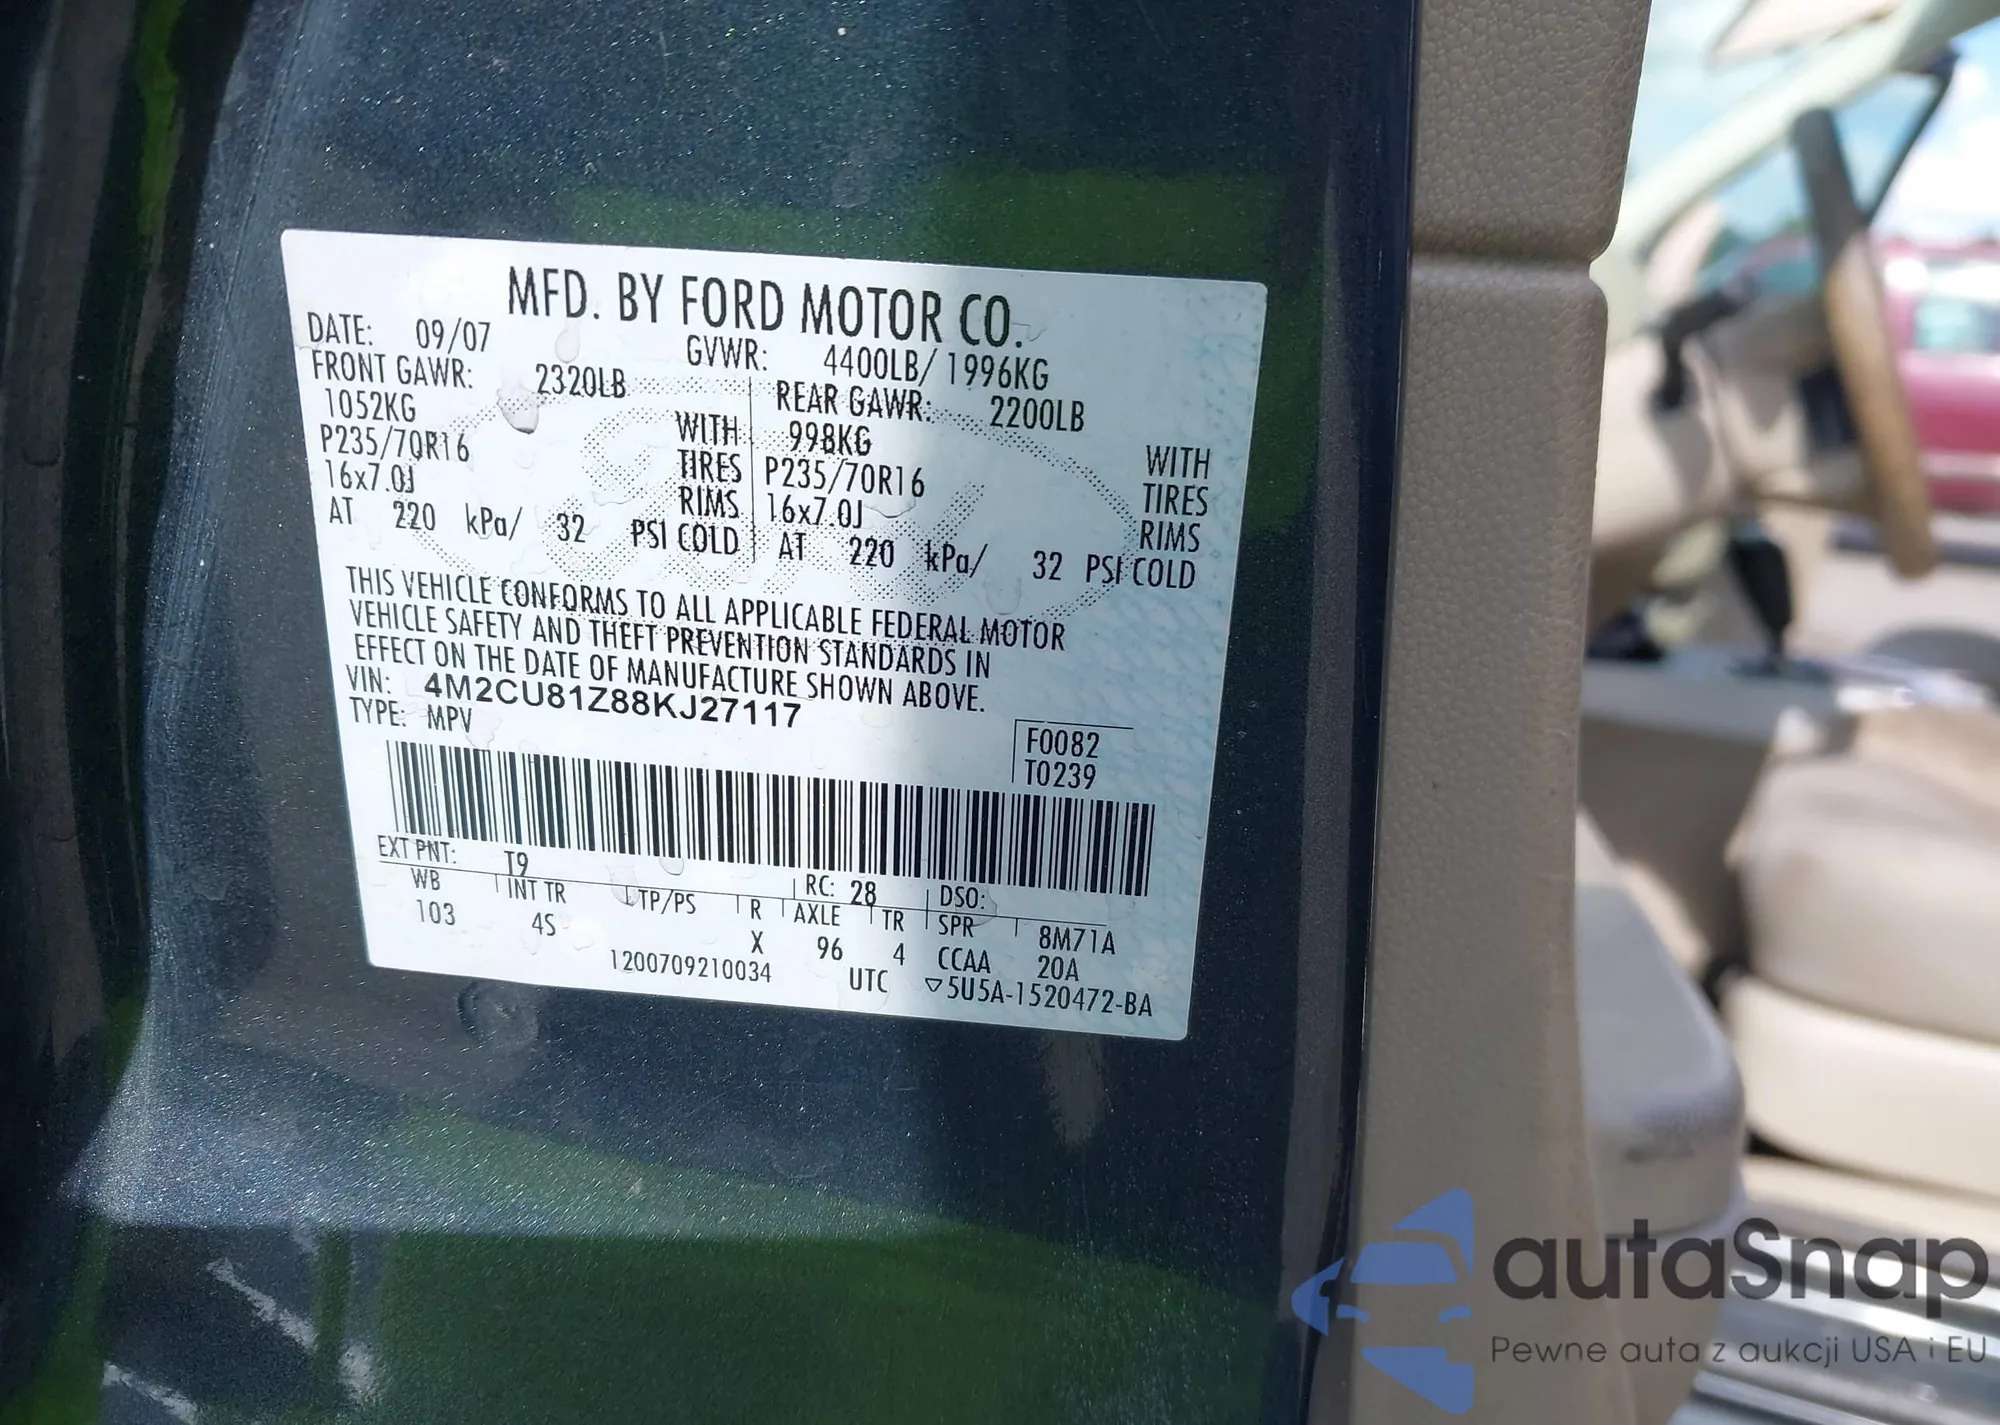 MFD. BY FORD MOTOR CO.
DATE: 09/07 GVWR: 4400LB/ 1996KG
FRONT GAWR: 2320LB REAR GAWR: 2200LB
1052KG WITH 998KG WITH
P235/70R16 TIRES P235/70R16 TIRES
16x7.0J RIMS 16x7.0J RIMS
AT 220 kPa/ 32 PSI COLD AT 220 kPa/ 32 PSI COLD
THIS VEHICLE CONFORMS TO ALL APPLICABLE FEDERAL MOTOR
VEHICLE SAFETY AND THEFT PREVENTION STANDARDS IN
EFFECT ON THE DATE OF MANUFACTURE SHOWN ABOVE.
VIN: 4M2CU81Z88KJ27117
TYPE: MPV
F0082
T0239
EXT PNT: T9 RC: 28 DSO:
WB INT TR TP/PS R AXLE TR SPR 8M71A
103 4S X 96 4 CCAA 20A
1200709210034 UTC ▽5U5A-1520472-BA
autaSnap
Pewne auta z aukcji USA i EU